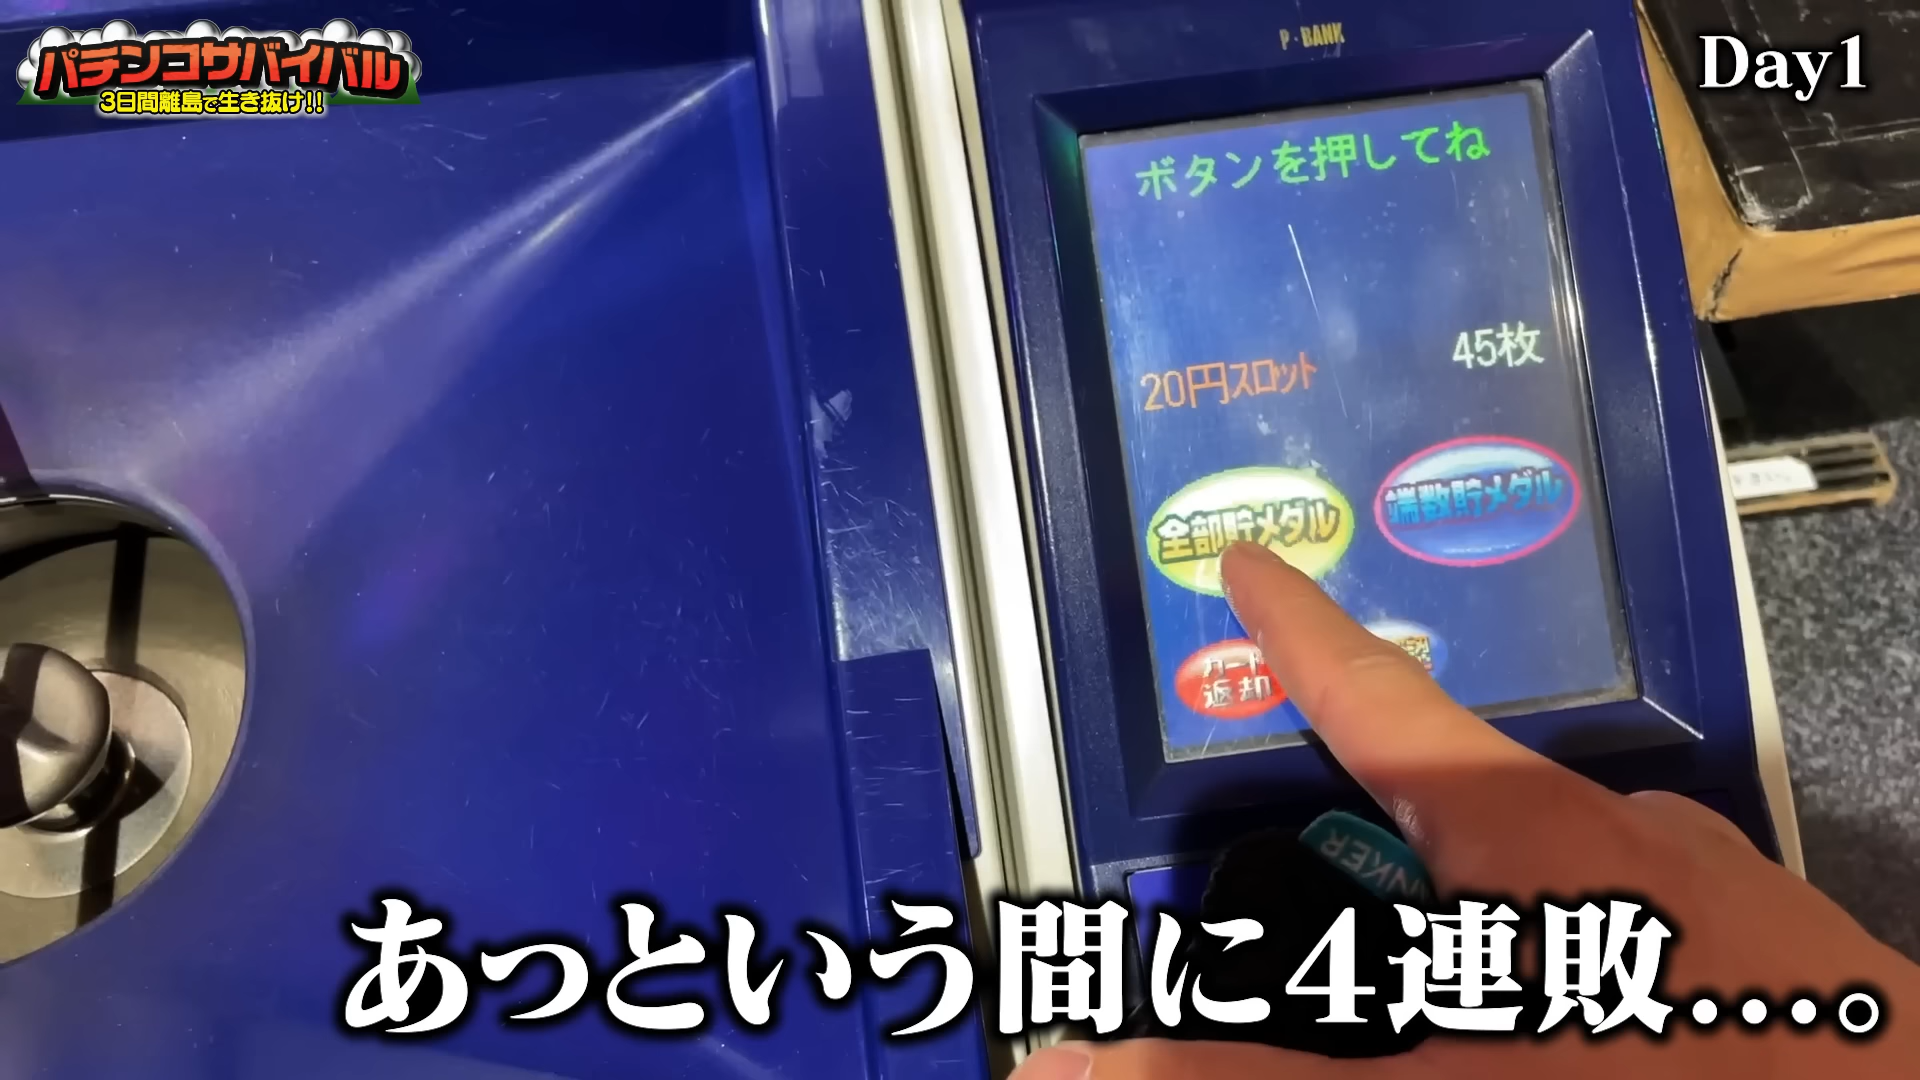 パチンコサバイバル
3日間離島で生き抜け!!
Day1
P·BANK
ボタンを押してね
20円スロット
45枚
全部貯メダル
端数貯メダル
カード
返却
あっという間に4連敗…。